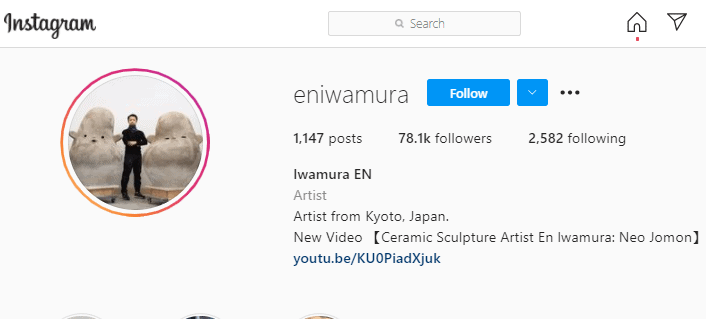 Instagram
Search
eniwamura
Follow
1,147 posts 78.1k followers 2,582 following
Iwamura EN
Artist
Artist from Kyoto, Japan.
New Video 【Ceramic Sculpture Artist En Iwamura: Neo Jomon】
youtu.be/KU0PiadXjuk